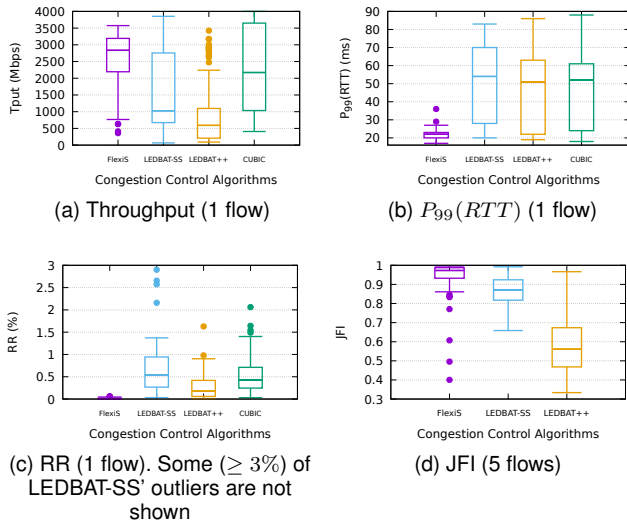 4000
3500
3000
2500
2000
1500
1000
500
0
Tput (Mbps)
FlexiS LEDBAT-SS LEDBAT++ CUBIC
Congestion Control Algorithms
(a) Throughput (1 flow)
90
80
70
60
50
40
30
20
P99(RTT) (ms)
FlexiS LEDBAT-SS LEDBAT++ CUBIC
Congestion Control Algorithms
(b) P99(RTT) (1 flow)
3
2.5
2
1.5
1
0.5
0
RR (%)
FlexiS LEDBAT-SS LEDBAT++ CUBIC
Congestion Control Algorithms
(c) RR (1 flow). Some (≥ 3%) of
LEDBAT-SS' outliers are not
shown
1
0.9
0.8
0.7
0.6
0.5
0.4
0.3
JFI
FlexiS LEDBAT-SS LEDBAT++
Congestion Control Algorithms
(d) JFI (5 flows)